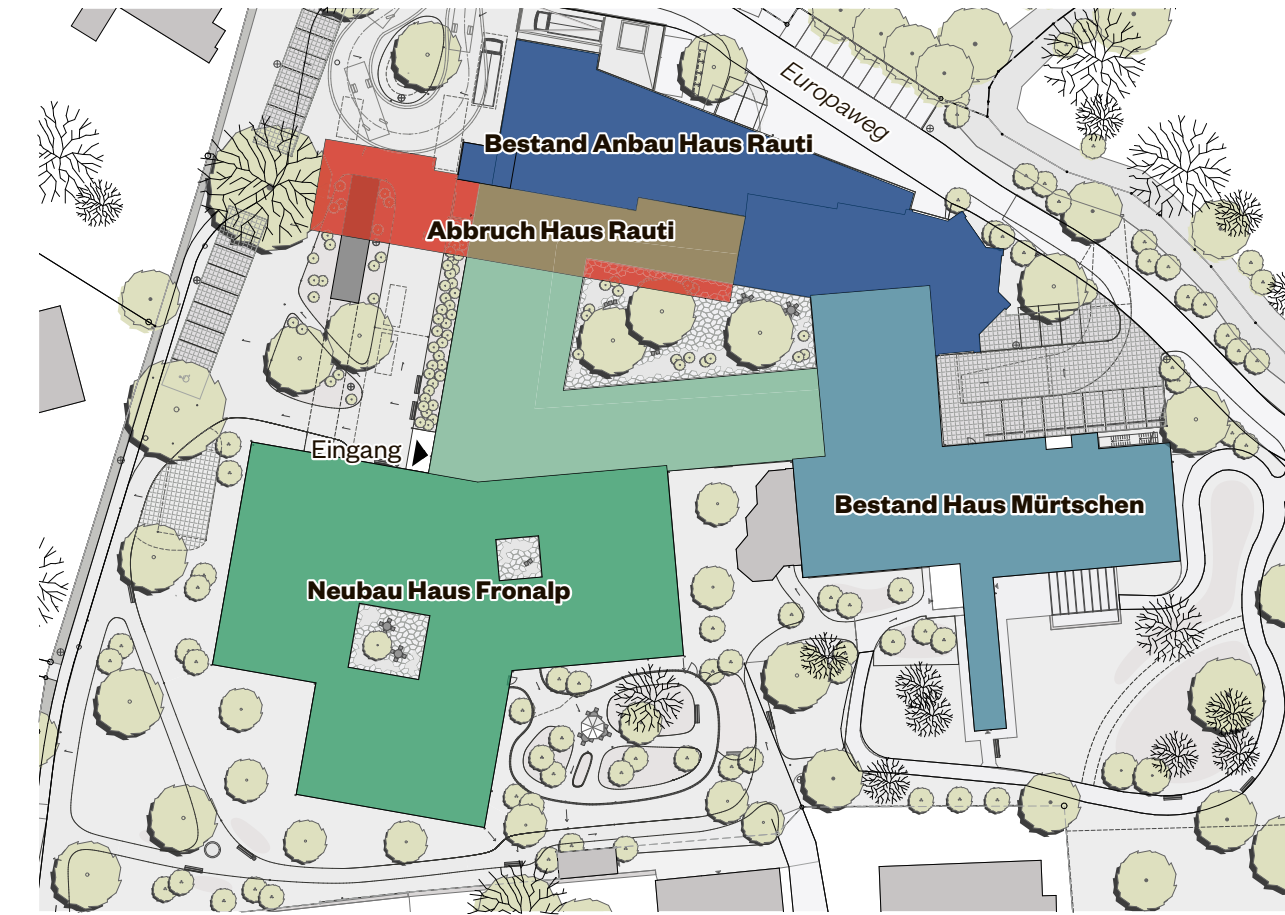 Europaweg
Bestand Anbau Haus Rauti
Abbruch Haus Rauti
Eingang
Bestand Haus Mürtschen
Neubau Haus Fronalp